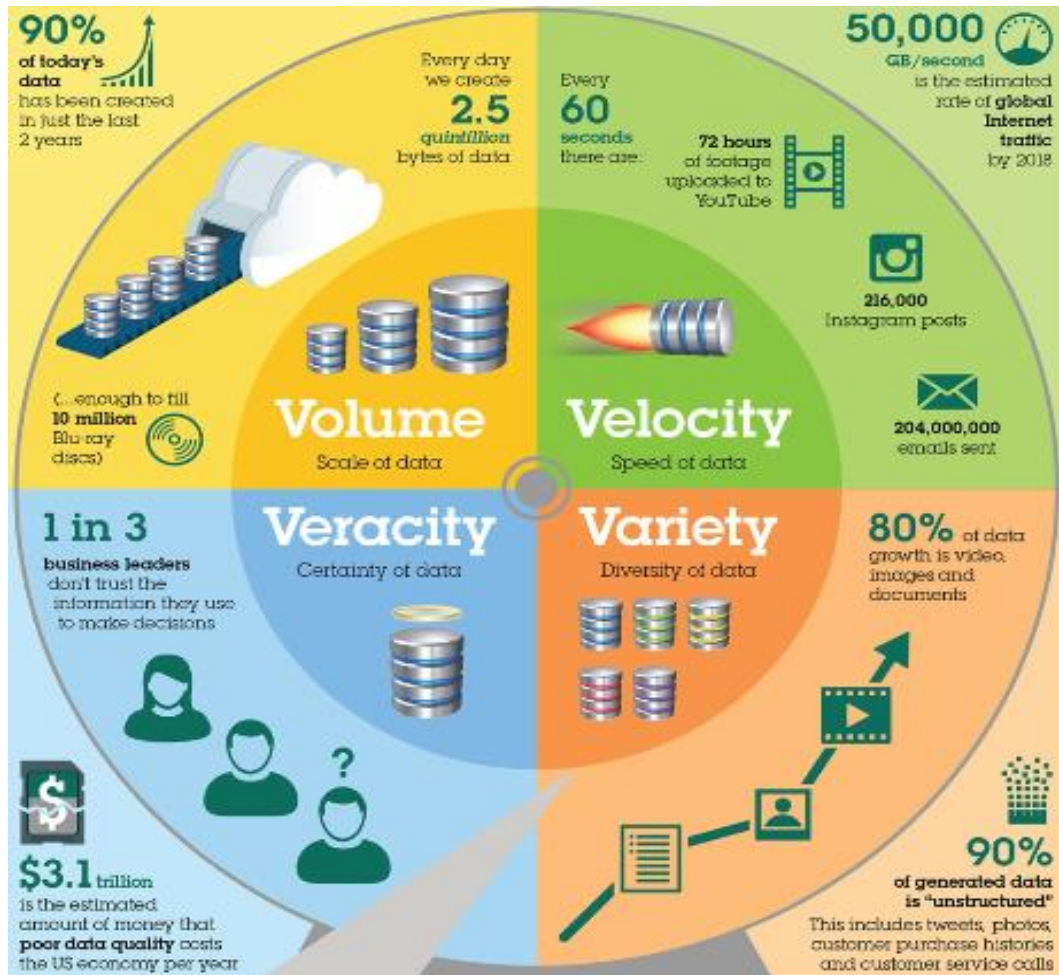 90%
of today's
data
has been created
in just the last
2 years
Every day
we create
2.5
quintillion
bytes of data
(...enough to fill
10 million
Blu-ray
discs)
Volume
Scale of data
Every
60
seconds
there are:
72 hours
of footage
uploaded to
YouTube
50,000
GB/second
is the estimated
rate of global
Internet
traffic
by 2018
216,000
Instagram posts
204,000,000
emails sent
Velocity
Speed of data
Veracity
Certainty of data
1 in 3
business leaders
don't trust the
information they use
to make decisions
?
$
$3.1 trillion
is the estimated
amount of money that
poor data quality costs
the US economy per year
Variety
Diversity of data
80% of data
growth is video,
images and
documents
90%
of generated data
is "unstructured"
This includes tweets, photos,
customer purchase histories
and customer service calls